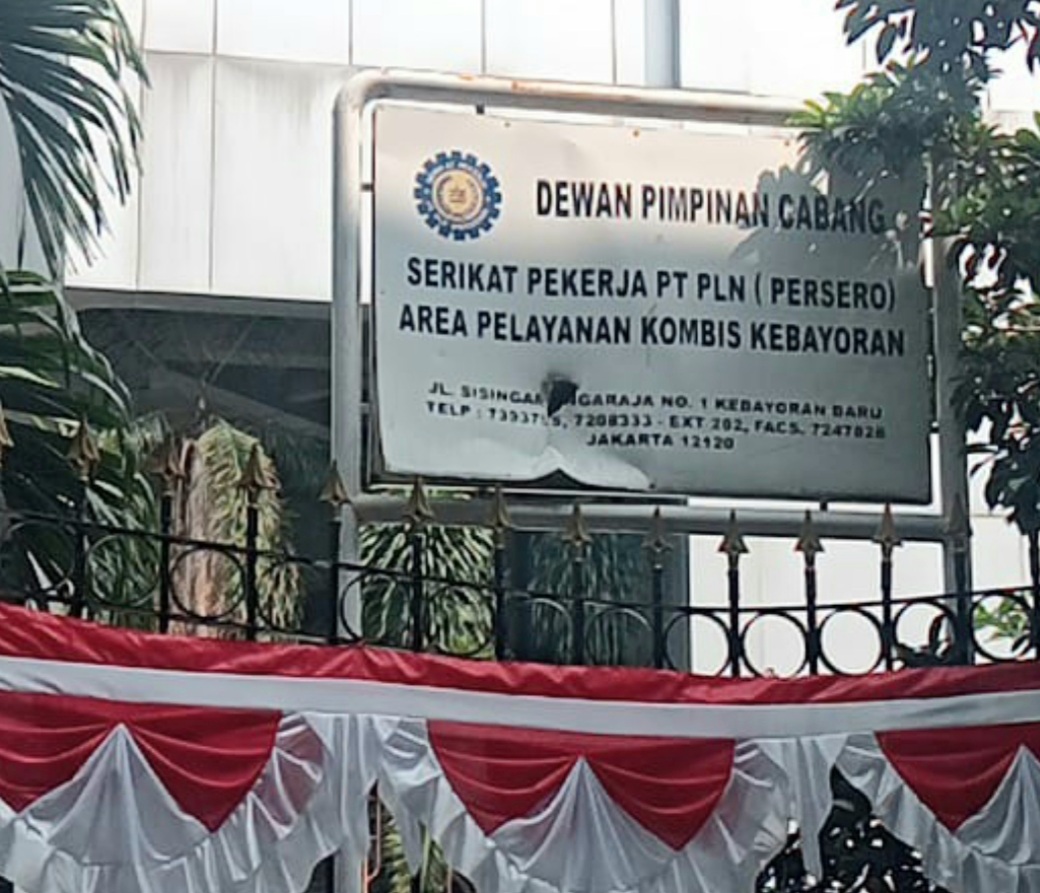 DEWAN PIMPINAN CABANG
SERIKAT PEKERJA PT PLN ( PERSERO)
AREA PELAYANAN KOMBIS KEBAYORAN
JL. NO. 1 KEBAYORAN BARU
TELP : 7208333 - EXT 202, FACS. 7247028
JAKARTA 12120